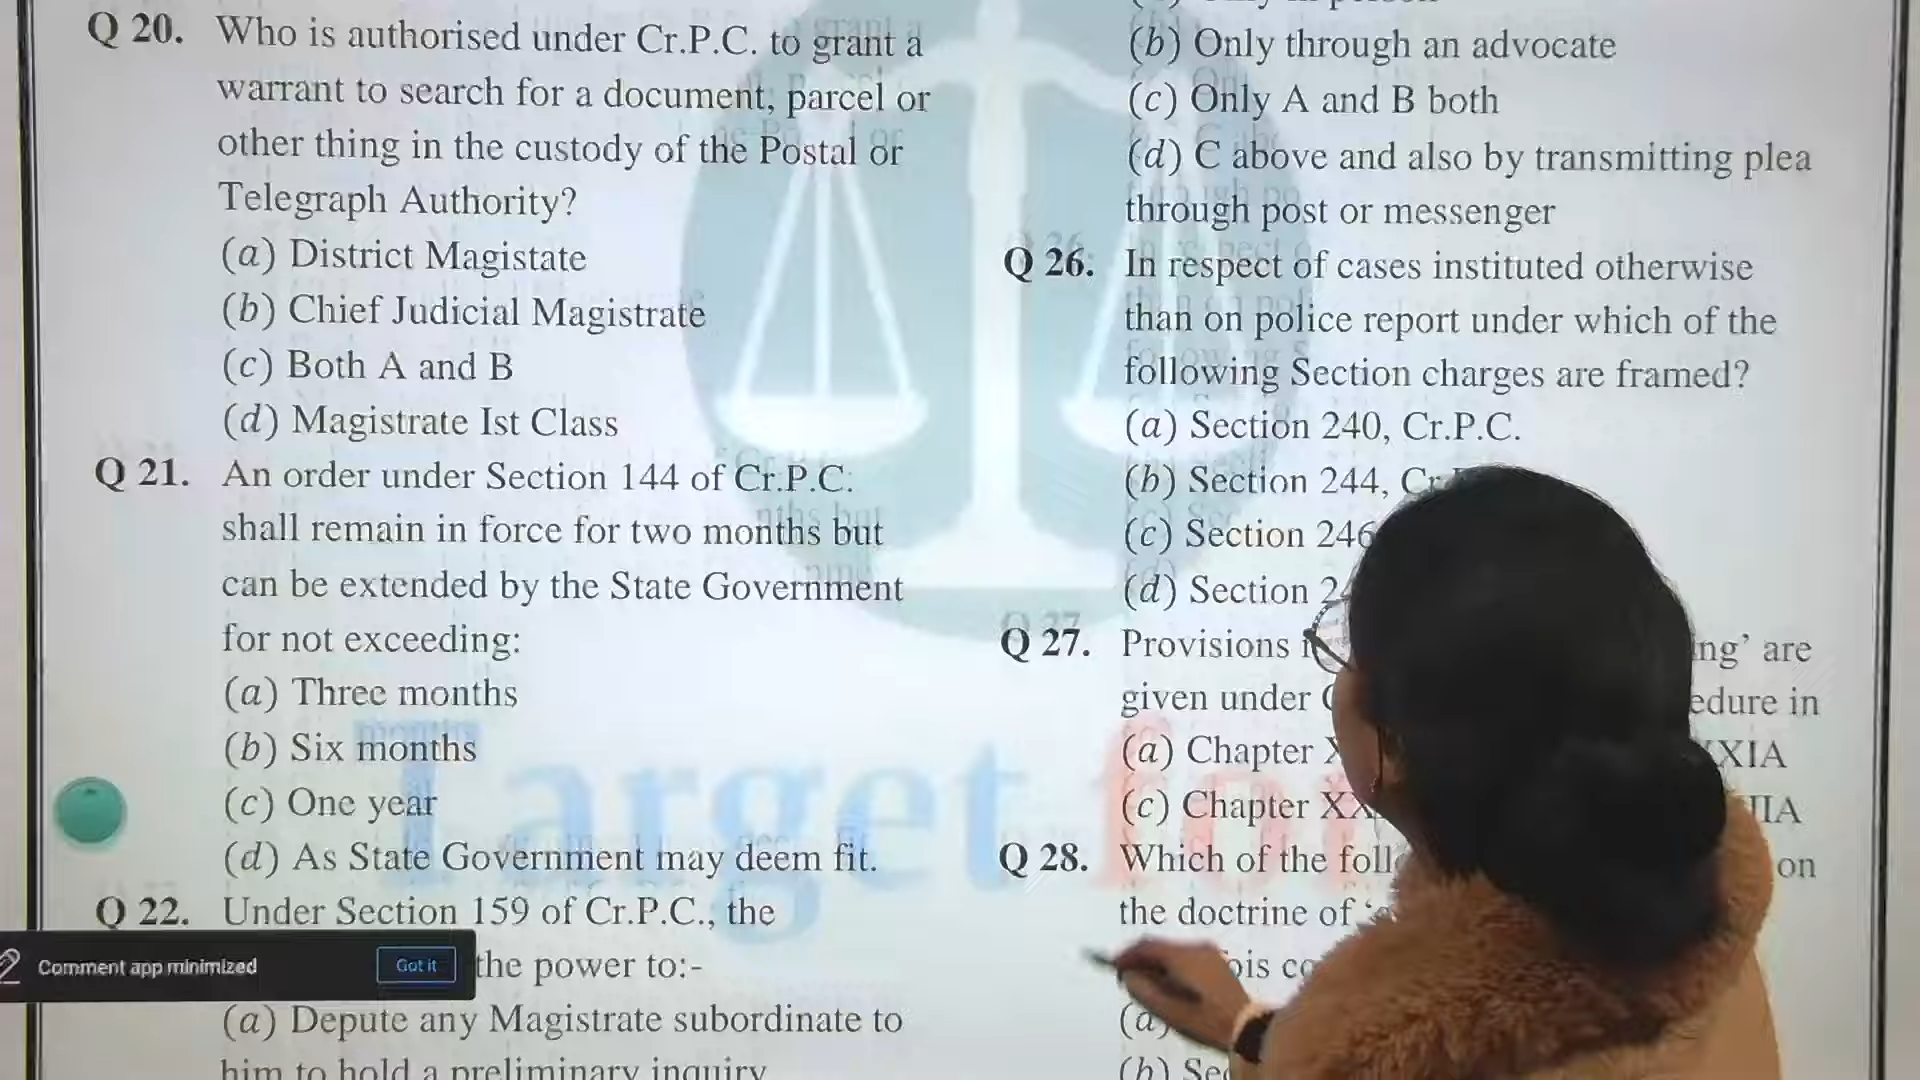 Q 20. Who is authorised under Cr.P.C. to grant a
warrant to search for a document, parcel or
other thing in the custody of the Postal or
Telegraph Authority?
(a) District Magistate
(b) Chief Judicial Magistrate
(c) Both A and B
(d) Magistrate Ist Class
Q 21. An order under Section 144 of Cr.P.C.
shall remain in force for two months but
can be extended by the State Government
for not exceeding:
(a) Three months
(b) Six months
(c) One year
(d) As State Government may deem fit.
Q 22. Under Section 159 of Cr.P.C., the
the power to:-
(a) Depute any Magistrate subordinate to
him to hold a preliminary inquiry
Comment app minimized
Got it
(b) Only through an advocate
(c) Only A and B both
(d) C above and also by transmitting plea
through post or messenger
Q 26. In respect of cases instituted otherwise
than on police report under which of the
following Section charges are framed?
(a) Section 240, Cr.P.C.
(b) Section 244,
(c) Section 246
(d) Section
Q 27. Provisions
are
given under
in
(a) Chapter
(c) Chapter
Q 28. Which of the
on
the doctrine of
(a)
(b)
Target for